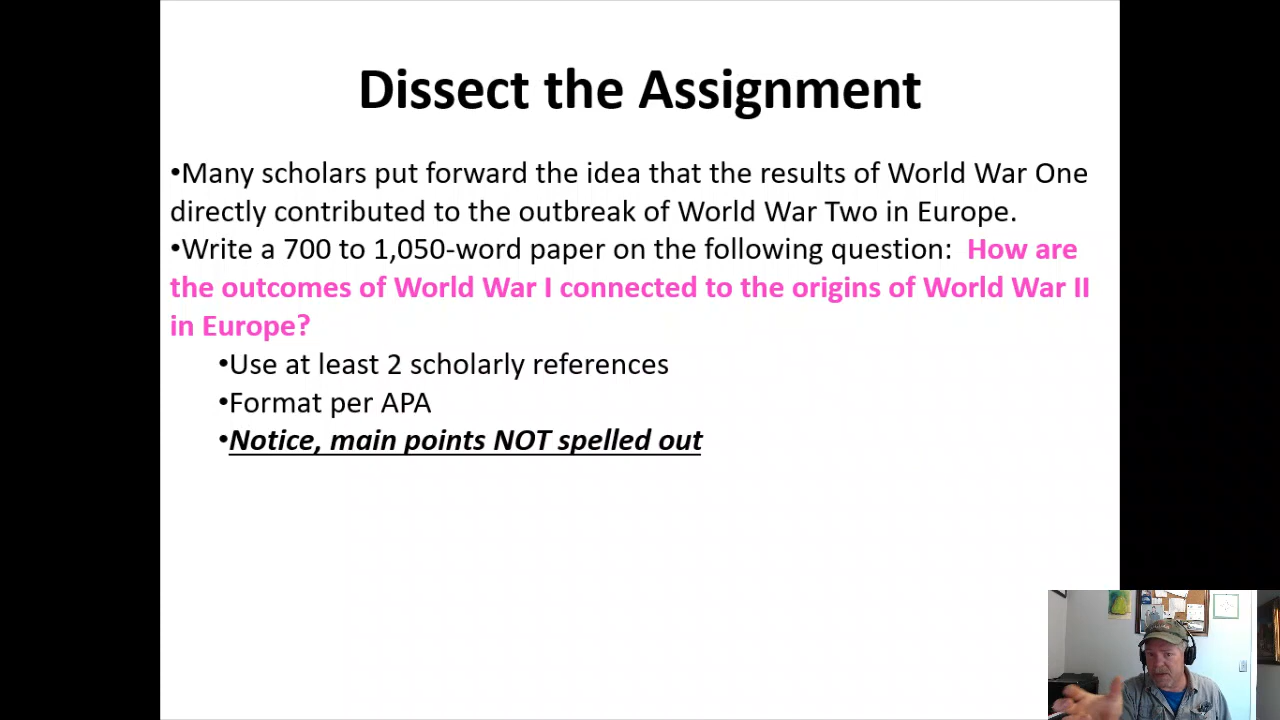 Dissect the Assignment
•Many scholars put forward the idea that the results of World War One
directly contributed to the outbreak of World War Two in Europe.
•Write a 700 to 1,050-word paper on the following question:  How are
the outcomes of World War I connected to the origins of World War II
in Europe?
•Use at least 2 scholarly references
•Format per APA
•Notice, main points NOT spelled out